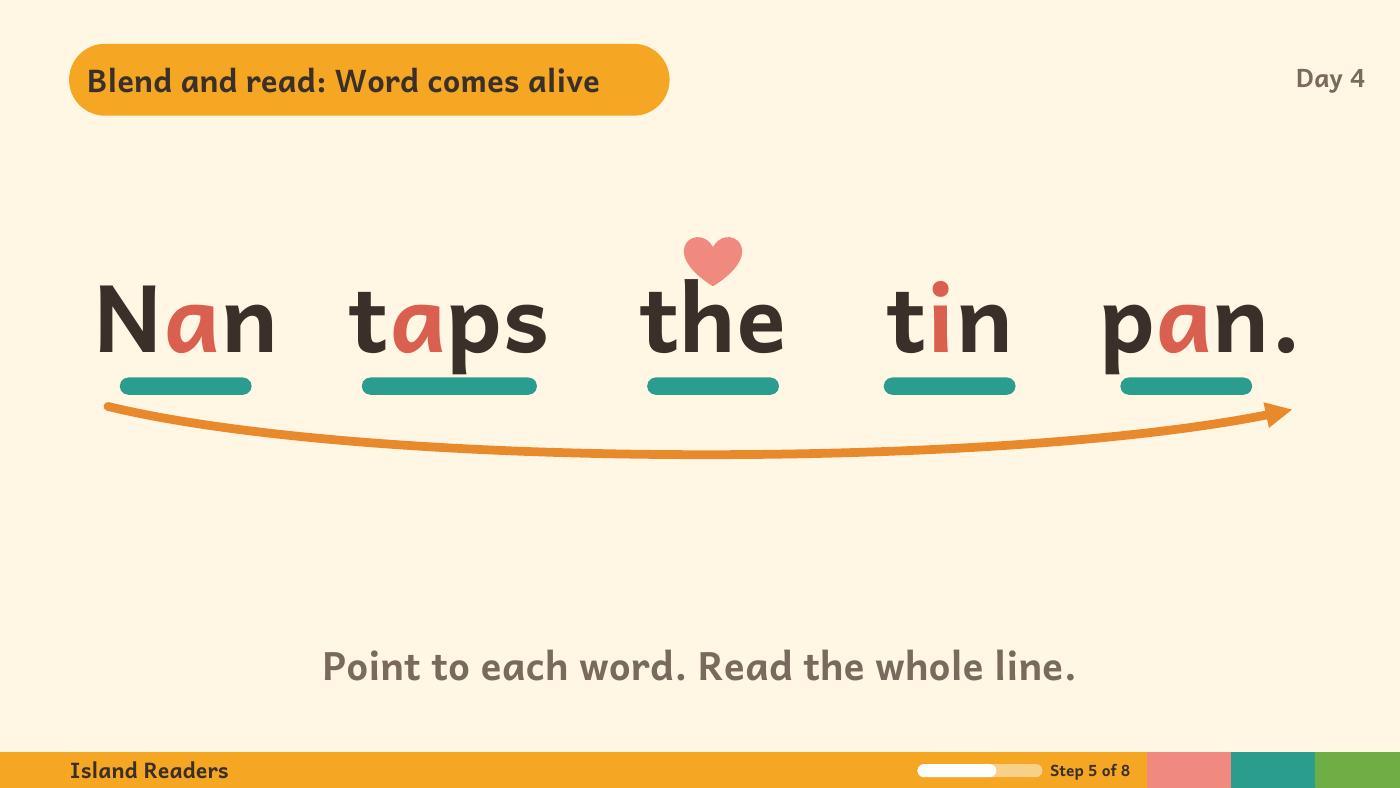 Blend and read: Word comes alive
Day 4
Nan taps the tin pan.
Point to each word. Read the whole line.
Island Readers
Step 5 of 8